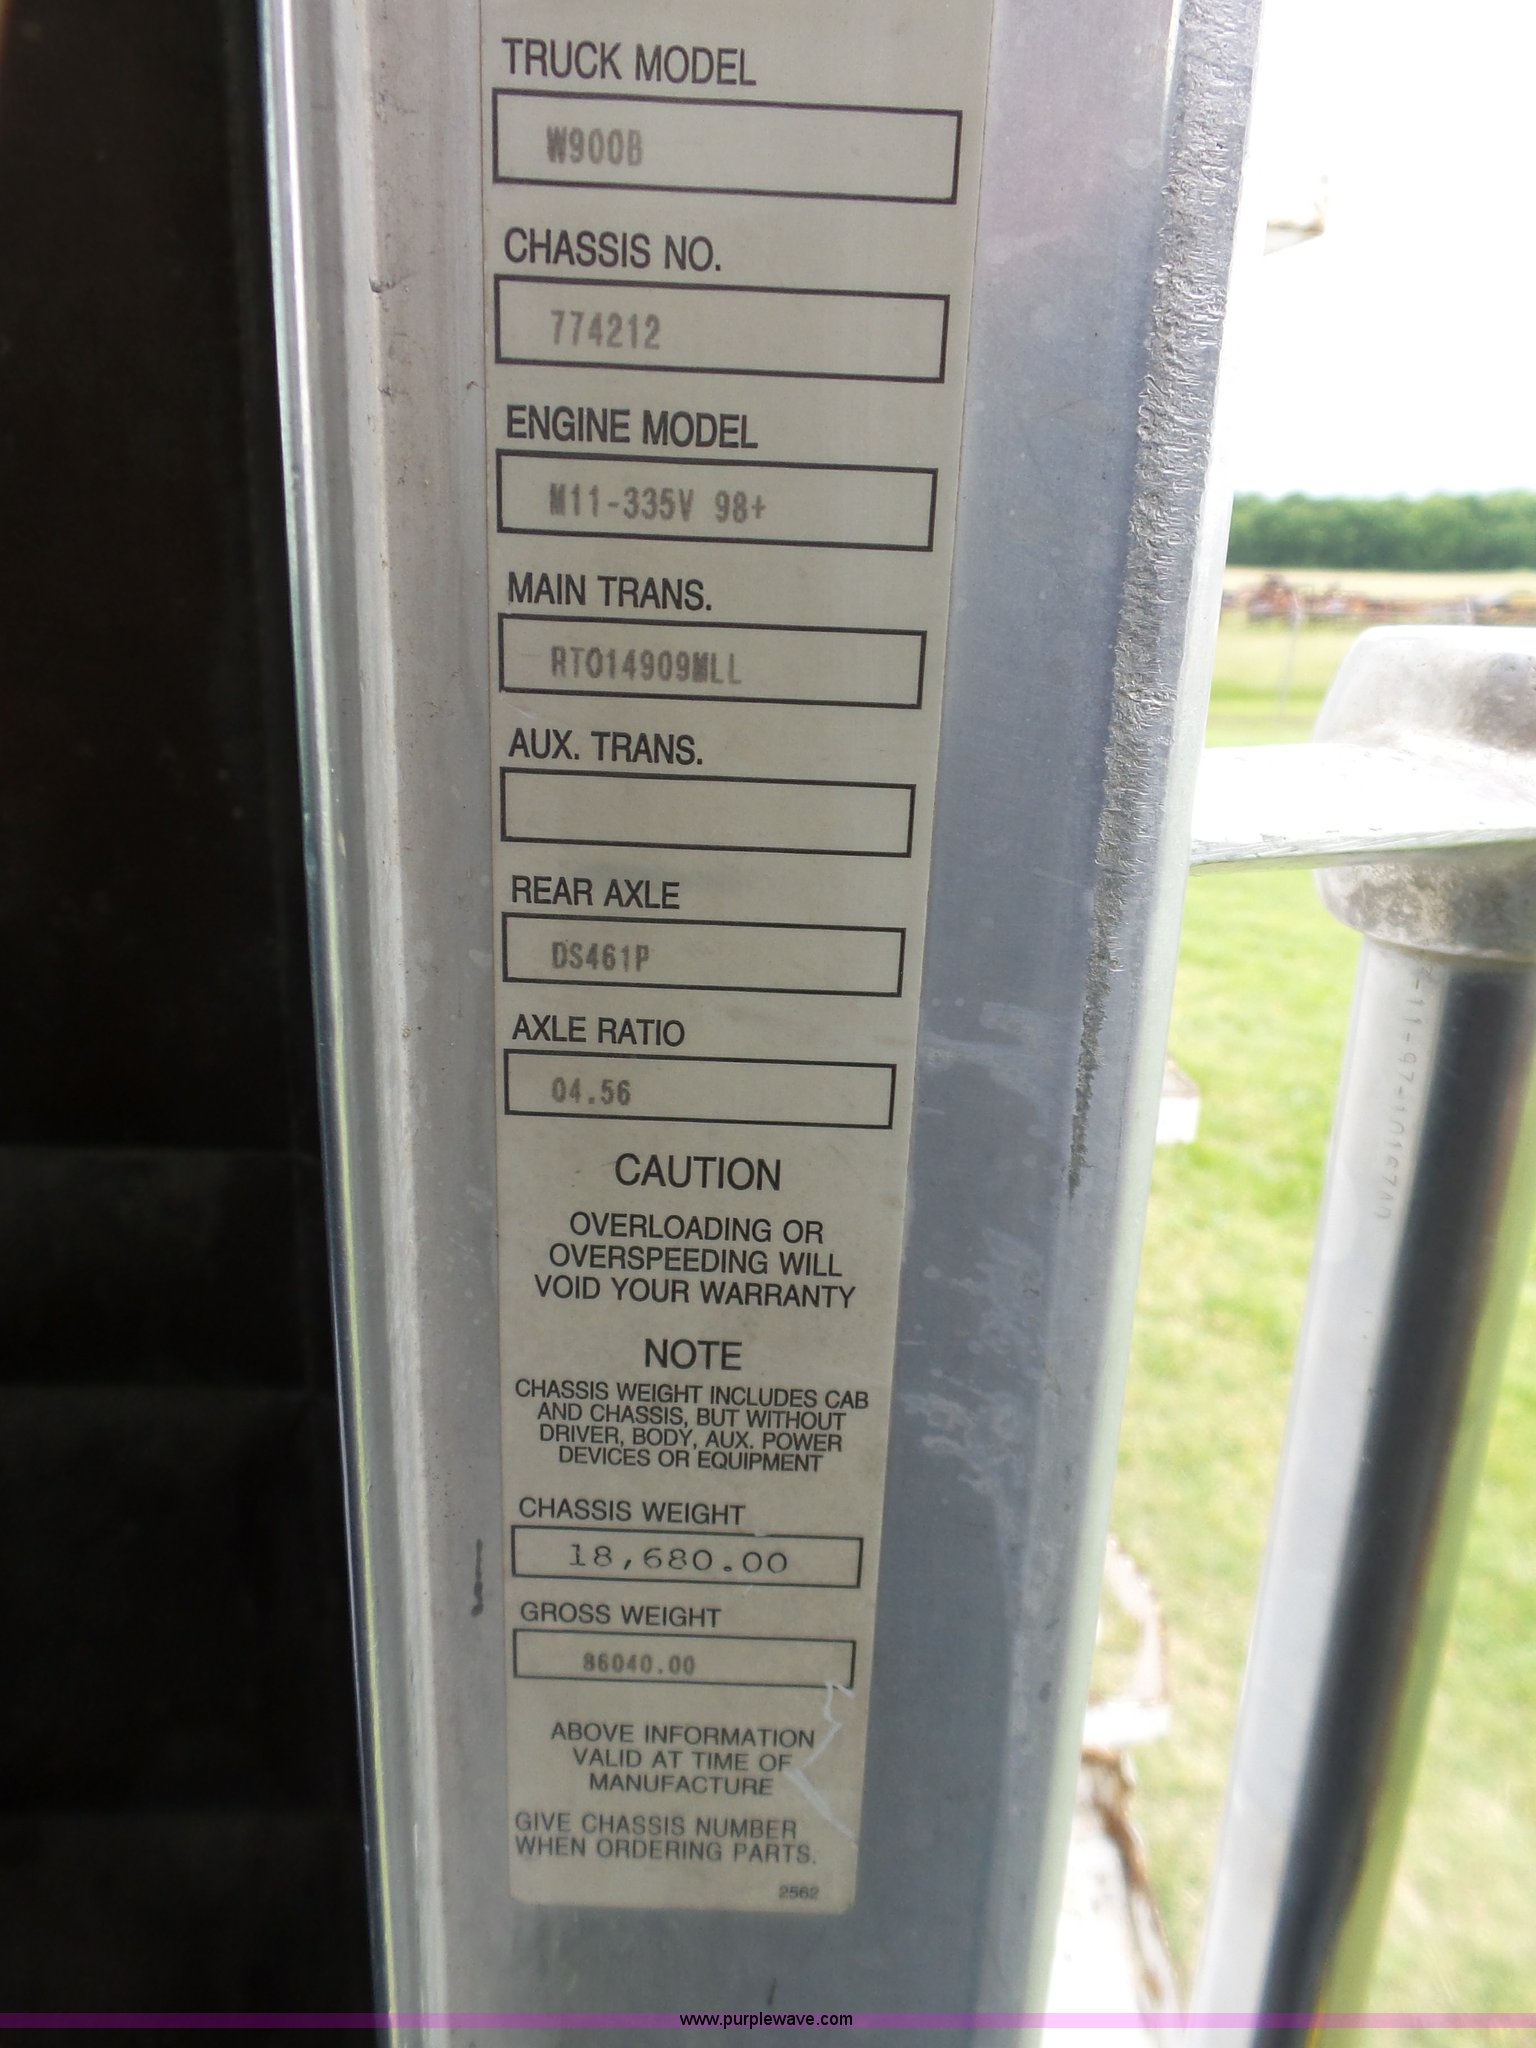 TRUCK MODEL
W900B
CHASSIS NO.
774212
ENGINE MODEL
M11-335V 98+
MAIN TRANS.
RTO14909MLL
AUX. TRANS.
REAR AXLE
DS461P
AXLE RATIO
04.56
CAUTION
OVERLOADING OR
OVERSPEEDING WILL
VOID YOUR WARRANTY
NOTE
CHASSIS WEIGHT INCLUDES CAB
AND CHASSIS, BUT WITHOUT
DRIVER, BODY, AUX. POWER
DEVICES OR EQUIPMENT
CHASSIS WEIGHT
18,680.00
GROSS WEIGHT
86040.00
ABOVE INFORMATION
VALID AT TIME OF
MANUFACTURE
GIVE CHASSIS NUMBER
WHEN ORDERING PARTS.
2562
www.purplewave.com